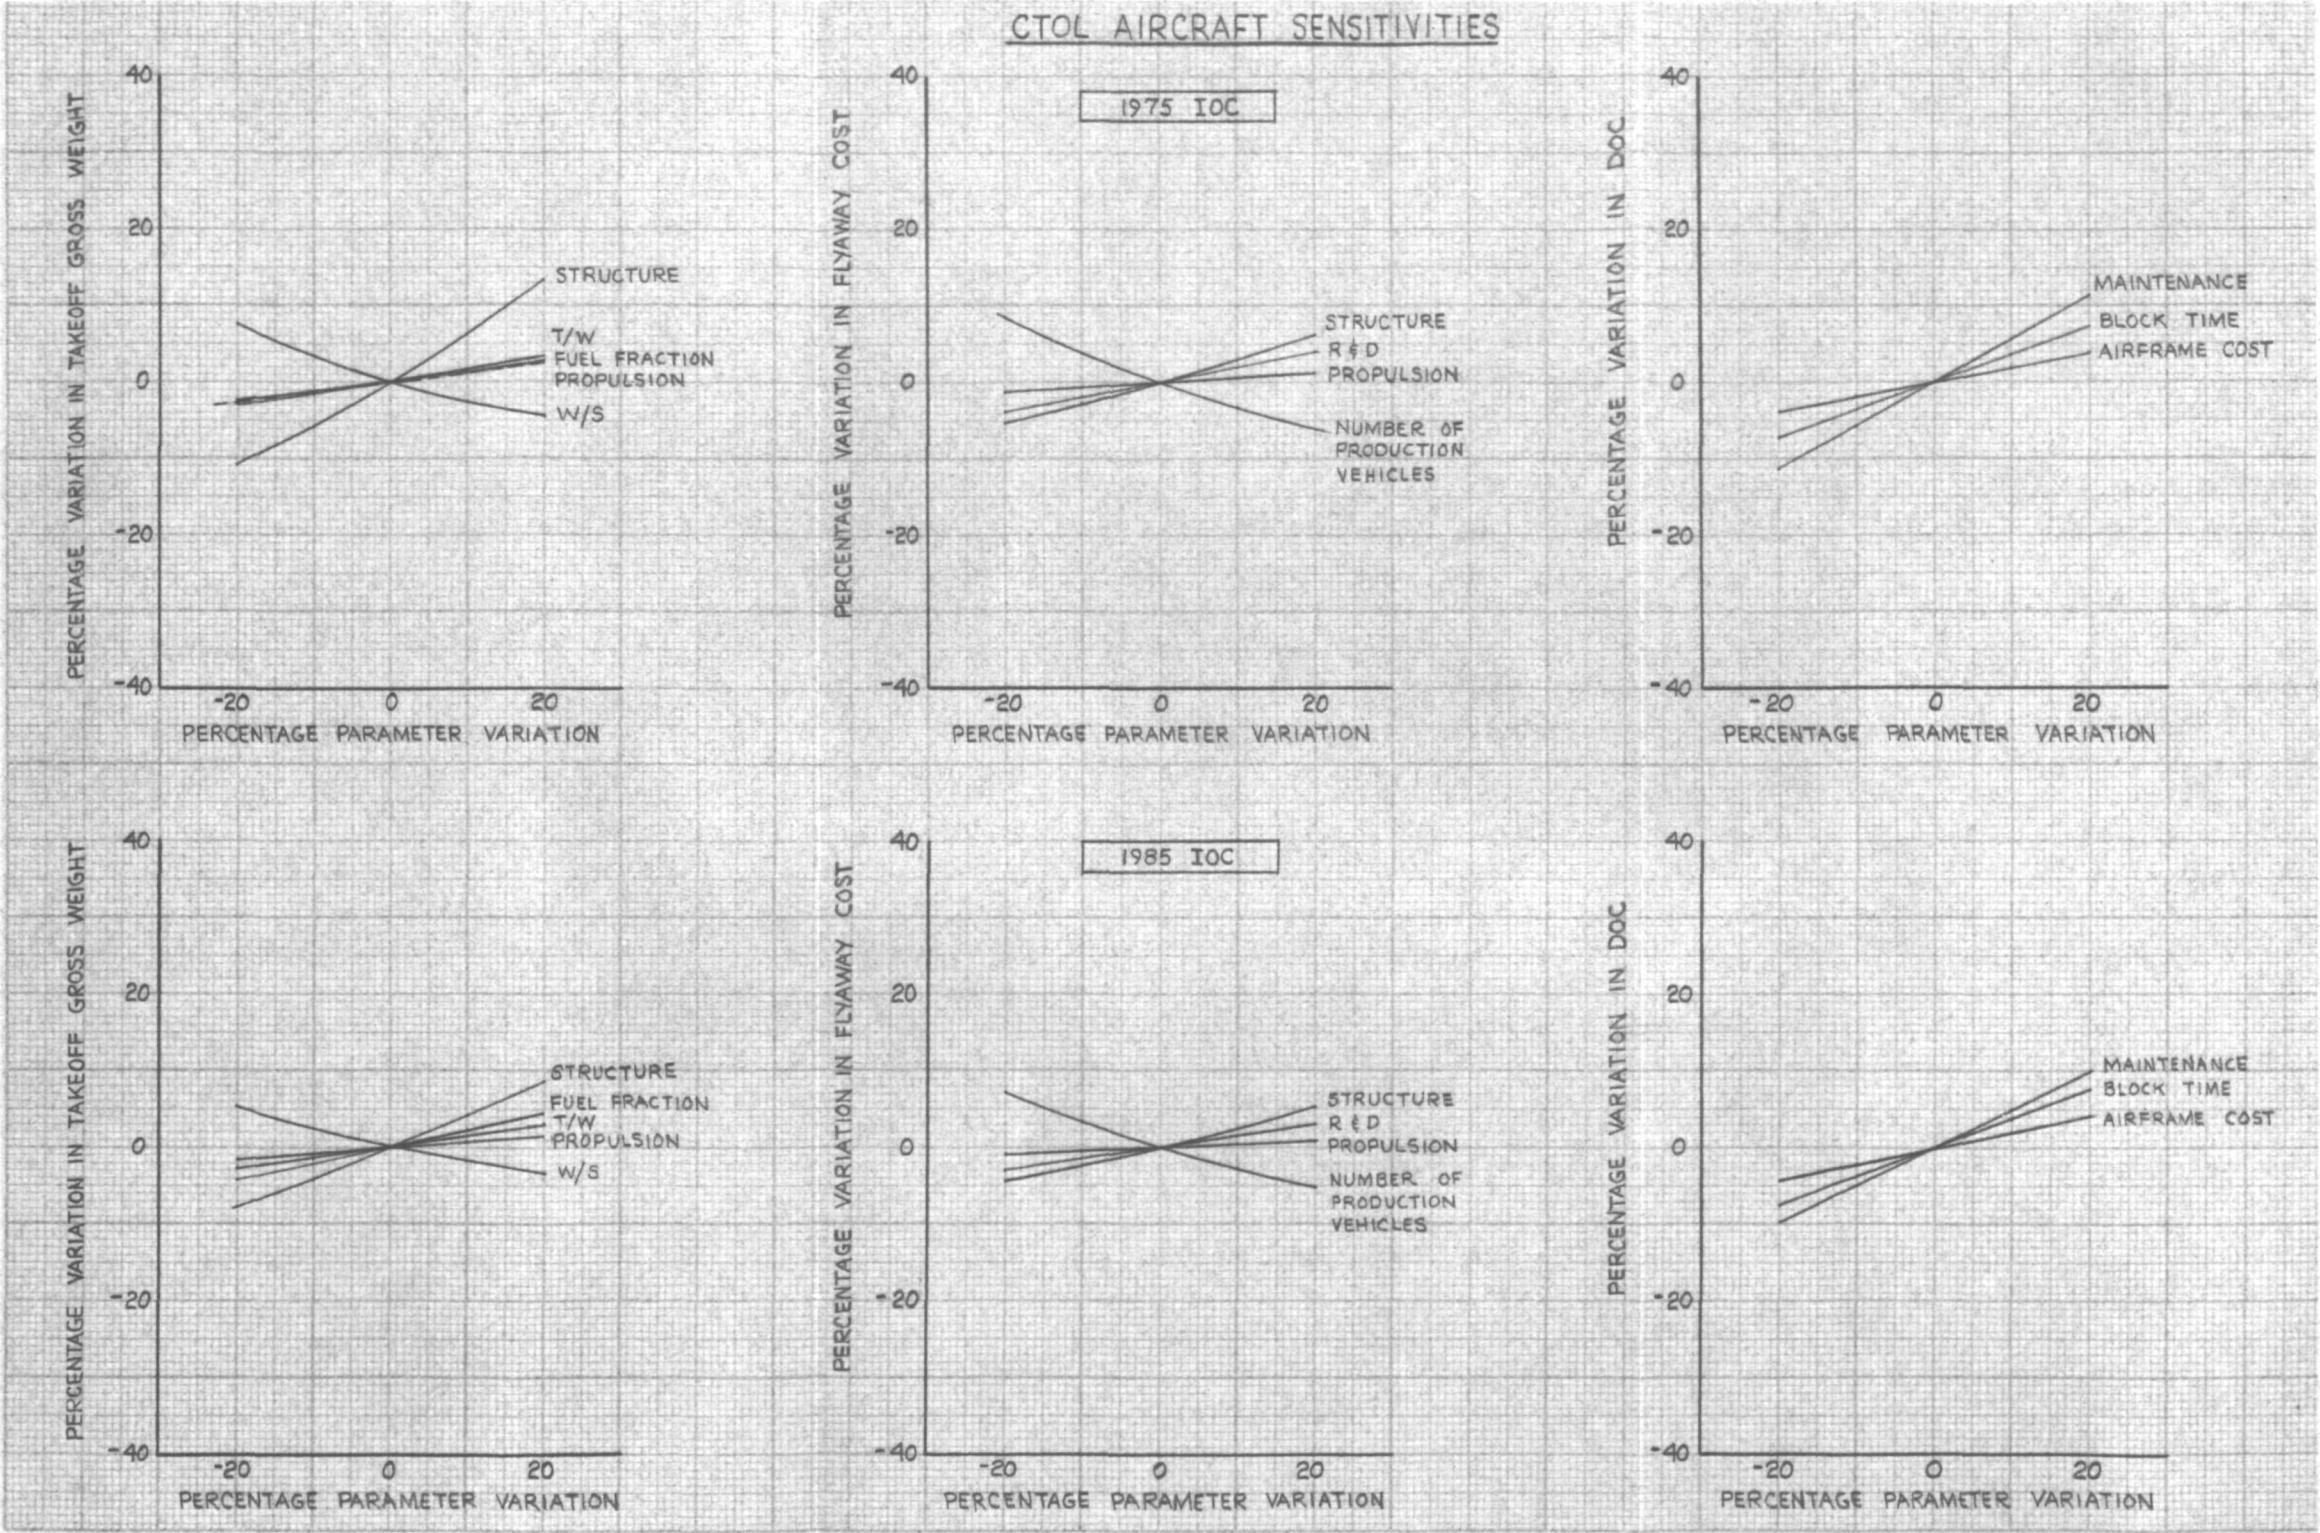 CTOL AIRCRAFT SENSITIVITIES
1975 IOC
PERCENTAGE VARIATION IN TAKEOFF GROSS WEIGHT
40
20
0
-20
-40
STRUCTURE
T/W
FUEL FRACTION
PROPULSION
W/S
-20 0 20
PERCENTAGE PARAMETER VARIATION
PERCENTAGE VARIATION IN FLYAWAY COST
40
20
0
-20
-40
STRUCTURE
R & D
PROPULSION
NUMBER OF
PRODUCTION
VEHICLES
-20 0 20
PERCENTAGE PARAMETER VARIATION
PERCENTAGE VARIATION IN DOC
40
20
0
-20
-40
MAINTENANCE
BLOCK TIME
AIRFRAME COST
-20 0 20
PERCENTAGE PARAMETER VARIATION
1985 IOC
PERCENTAGE VARIATION IN TAKEOFF GROSS WEIGHT
40
20
0
-20
-40
STRUCTURE
FUEL FRACTION
T/W
PROPULSION
W/S
-20 0 20
PERCENTAGE PARAMETER VARIATION
PERCENTAGE VARIATION IN FLYAWAY COST
40
20
0
-20
-40
STRUCTURE
R & D
PROPULSION
NUMBER OF
PRODUCTION
VEHICLES
-20 0 20
PERCENTAGE PARAMETER VARIATION
PERCENTAGE VARIATION IN DOC
40
20
0
-20
-40
MAINTENANCE
BLOCK TIME
AIRFRAME COST
-20 0 20
PERCENTAGE PARAMETER VARIATION